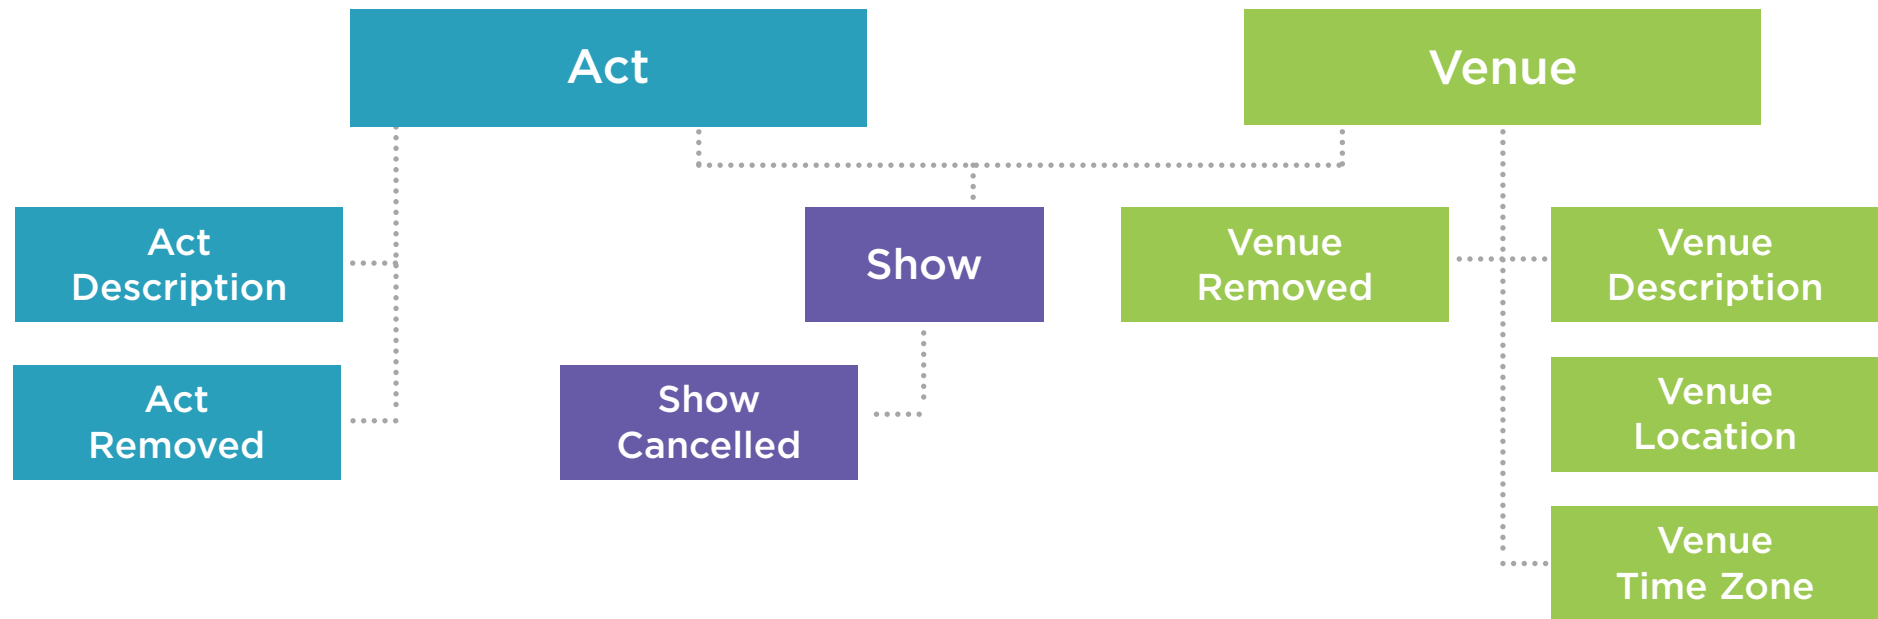 Act
Venue
Act
Description
Show
Venue
Removed
Venue
Description
Act
Removed
Show
Cancelled
Venue
Location
Venue
Time Zone